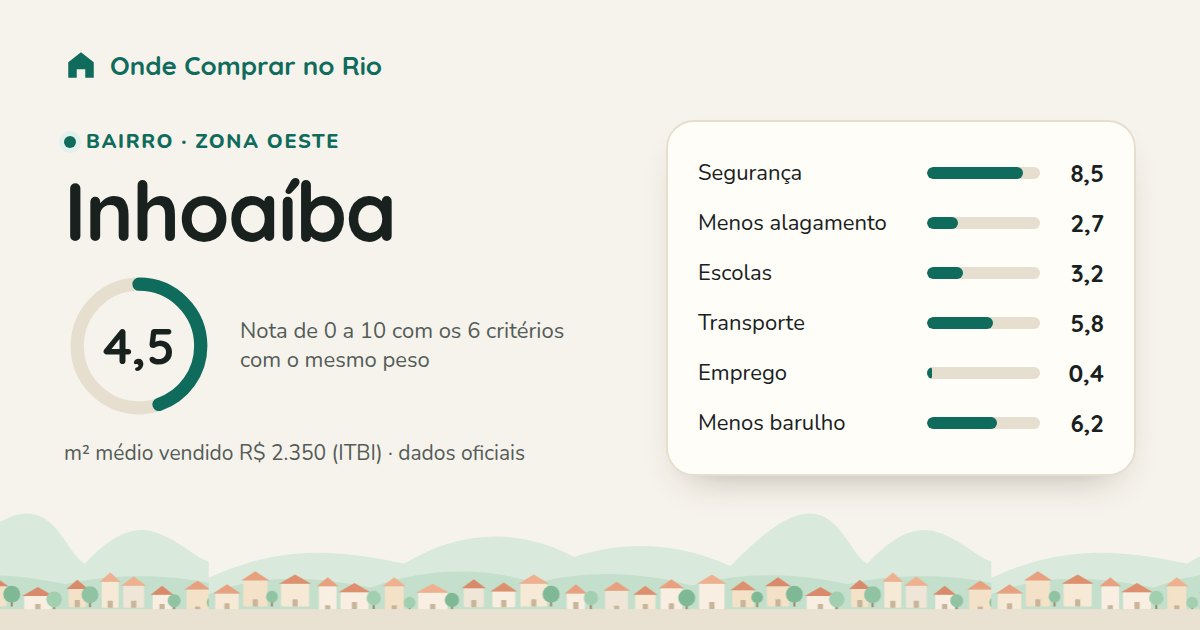 Onde Comprar no Rio
BAIRRO · ZONA OESTE
Inhoaíba
4,5
Nota de 0 a 10 com os 6 critérios
com o mesmo peso
m² médio vendido R$ 2.350 (ITBI) · dados oficiais
Segurança 8,5
Menos alagamento 2,7
Escolas 3,2
Transporte 5,8
Emprego 0,4
Menos barulho 6,2